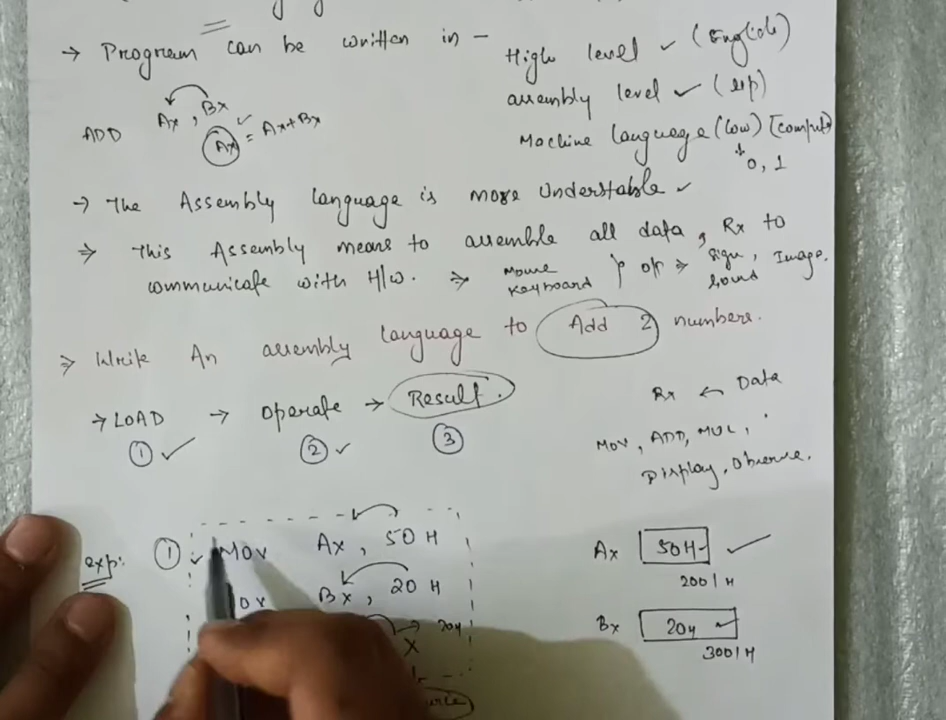 → Program can be written in -
High level ✓ (English)
assembly level ✓ (up)
Machine language (low) [comput
0, 1
ADD Ax , Bx
Ax = Ax+Bx
→ The Assembly language is more Understable ✓
⇒ This Assembly means to assemble all data, Rx to
communicate with H/W. ⇒ Mouse
Keyboard } OR ⇒ Sign, Image.
Sound
⇒ Write An assembly language to Add 2 numbers.
→ LOAD → Operate → Result.
① ✓ ② ✓ ③
Rx ← Data
MOV, ADD, MUL,
Display, Observe.
exp: ① ✓ MOV Ax, 50 H
Bx, 20 H
20H
X
Ax 50H ✓
2001 H
Bx 20H
3001 H